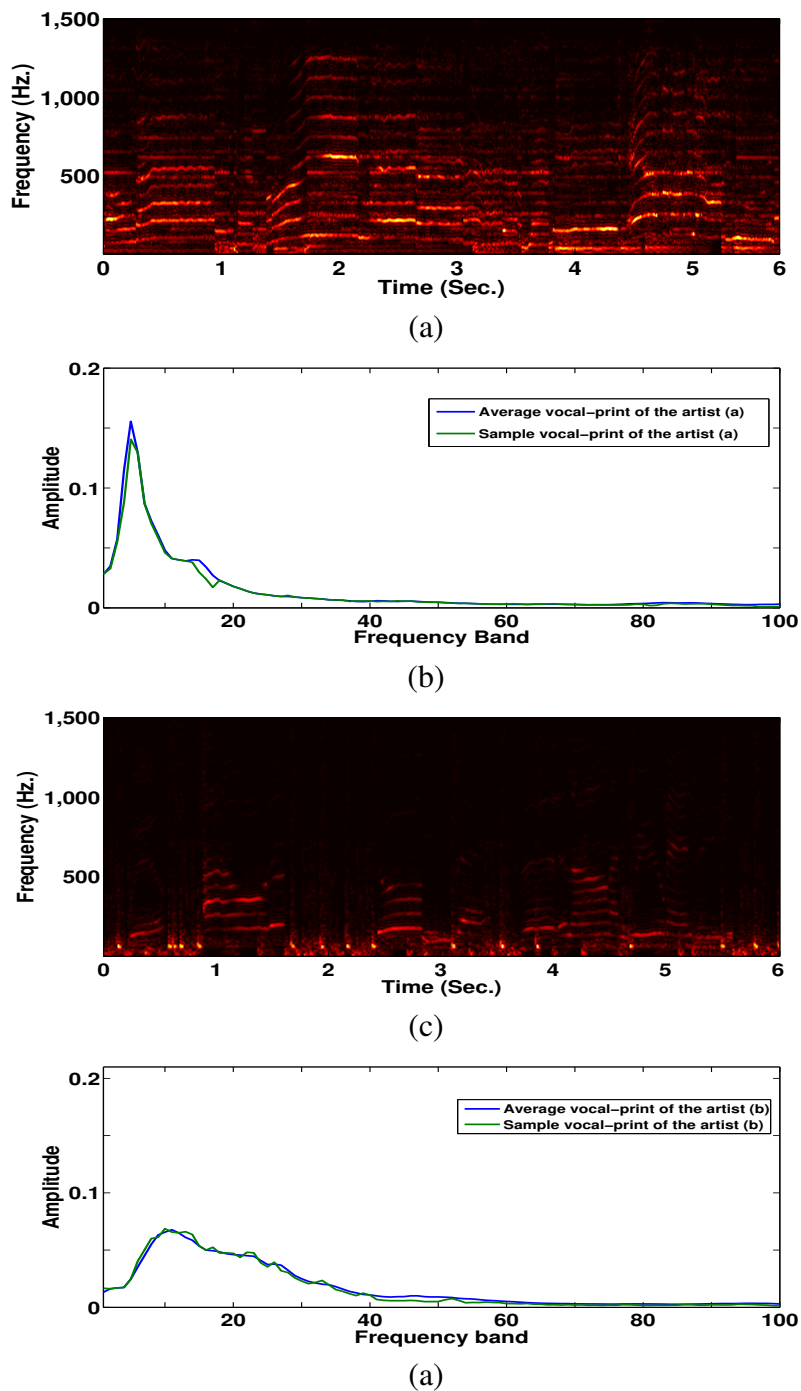 1,500
1,000
500
Frequency (Hz.)
0 1 2 3 4 5 6
Time (Sec.)
(a)
0.2
0.1
0
Amplitude
Average vocal-print of the artist (a)
Sample vocal-print of the artist (a)
20 40 60 80 100
Frequency Band
(b)
1,500
1,000
500
Frequency (Hz.)
0 1 2 3 4 5 6
Time (Sec.)
(c)
0.2
0.1
0
Amplitude
Average vocal-print of the artist (b)
Sample vocal-print of the artist (b)
20 40 60 80 100
Frequency band
(a)